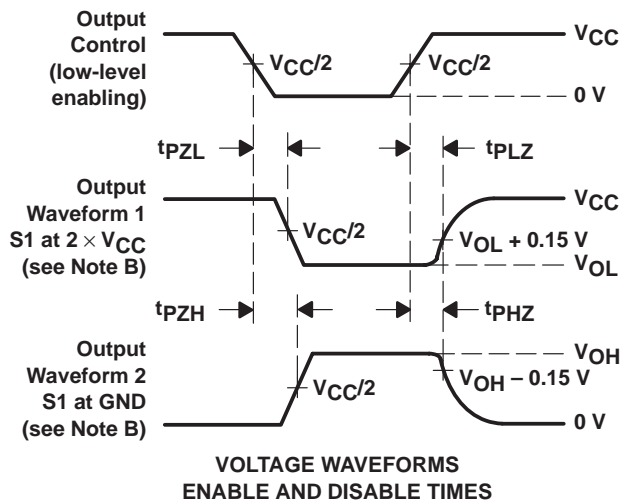 Output
Control
(low-level
enabling)
VCC/2
VCC/2
VCC
0 V
tPZL
tPLZ
Output
Waveform 1
S1 at 2 × VCC
(see Note B)
VCC/2
VCC
VOL + 0.15 V
VOL
tPZH
tPHZ
Output
Waveform 2
S1 at GND
(see Note B)
VCC/2
VOH
VOH − 0.15 V
0 V
VOLTAGE WAVEFORMS
ENABLE AND DISABLE TIMES